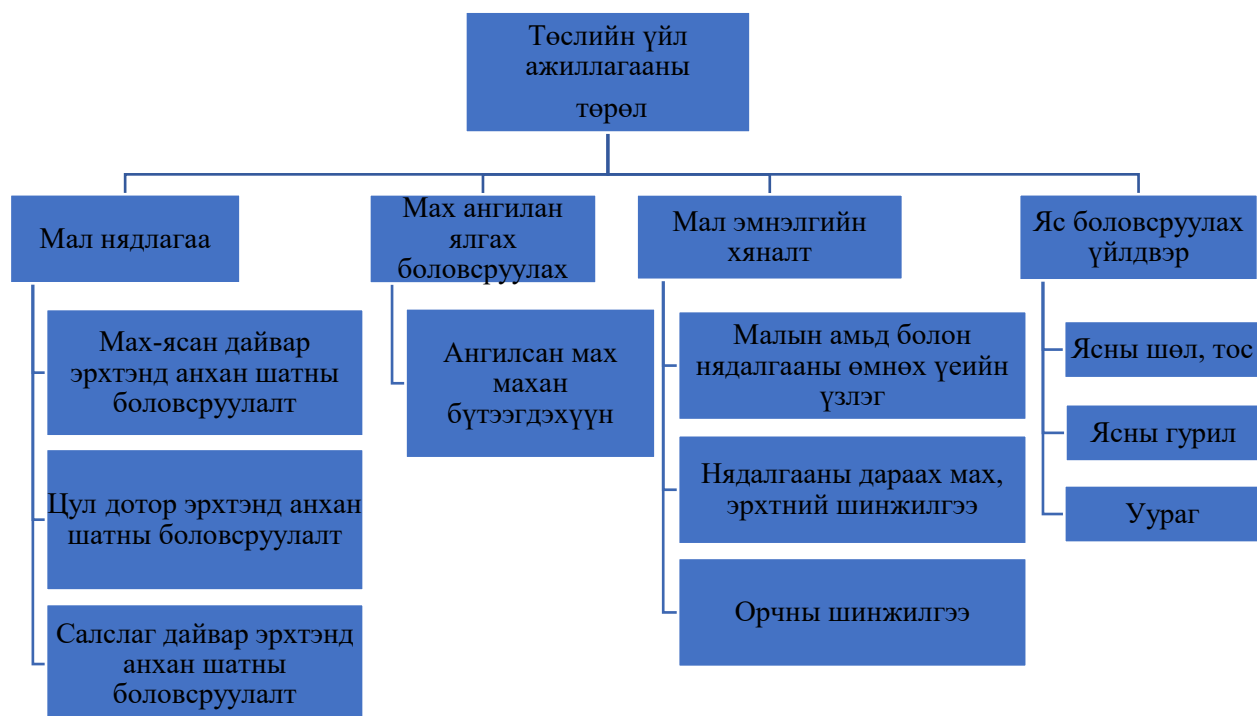 Төслийн үйл
ажиллагааны
төрөл
Мал нядлагаа
Мах-ясан дайвар
эрхтэнд анхан шатны
боловсруулалт
Цул дотор эрхтэнд анхан
шатны боловсруулалт
Салслаг дайвар эрхтэнд
анхан шатны
боловсруулалт
Мах ангилан
ялгах
боловсруулах
Ангилсан мах
махан
бүтээгдэхүүн
Мал эмнэлгийн
хяналт
Малын амьд болон
нядалгааны өмнөх үеийн
үзлэг
Нядалгааны дараах мах,
эрхтний шинжилгээ
Орчны шинжилгээ
Яс боловсруулах
үйлдвэр
Ясны шөл, тос
Ясны гурил
Уураг